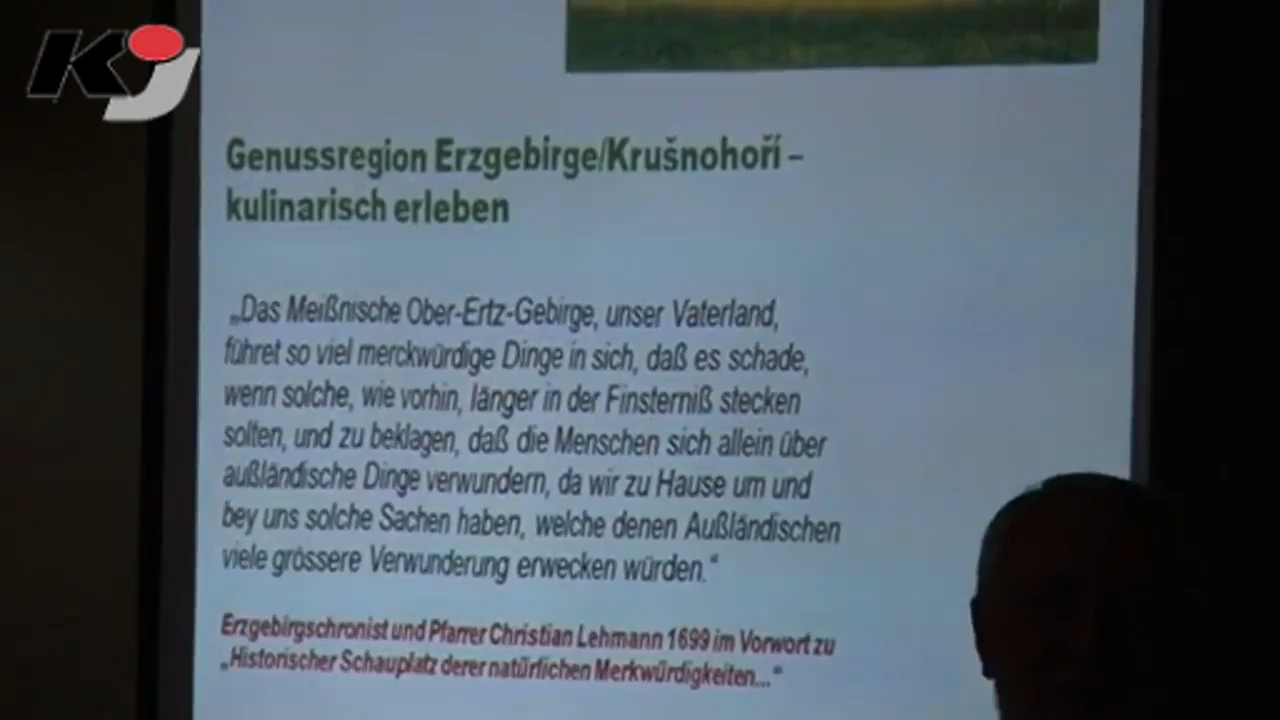 KJ
Genussregion Erzgebirge/Krušnohoří –
kulinarisch erleben
„Das Meißnische Ober-Ertz-Gebirge, unser Vaterland,
führet so viel merckwürdige Dinge in sich, daß es schade,
wenn solche, wie vorhin, länger in der Finsterniß stecken
solten, und zu beklagen, daß die Menschen sich allein über
außländische Dinge verwundern, da wir zu Hause um und
bey uns solche Sachen haben, welche denen Außländischen
viele grössere Verwunderung erwecken würden.“
Erzgebirgschronist und Pfarrer Christian Lehmann 1699 im Vorwort zu
„Historischer Schauplatz derer natürlichen Merkwürdigkeiten...“